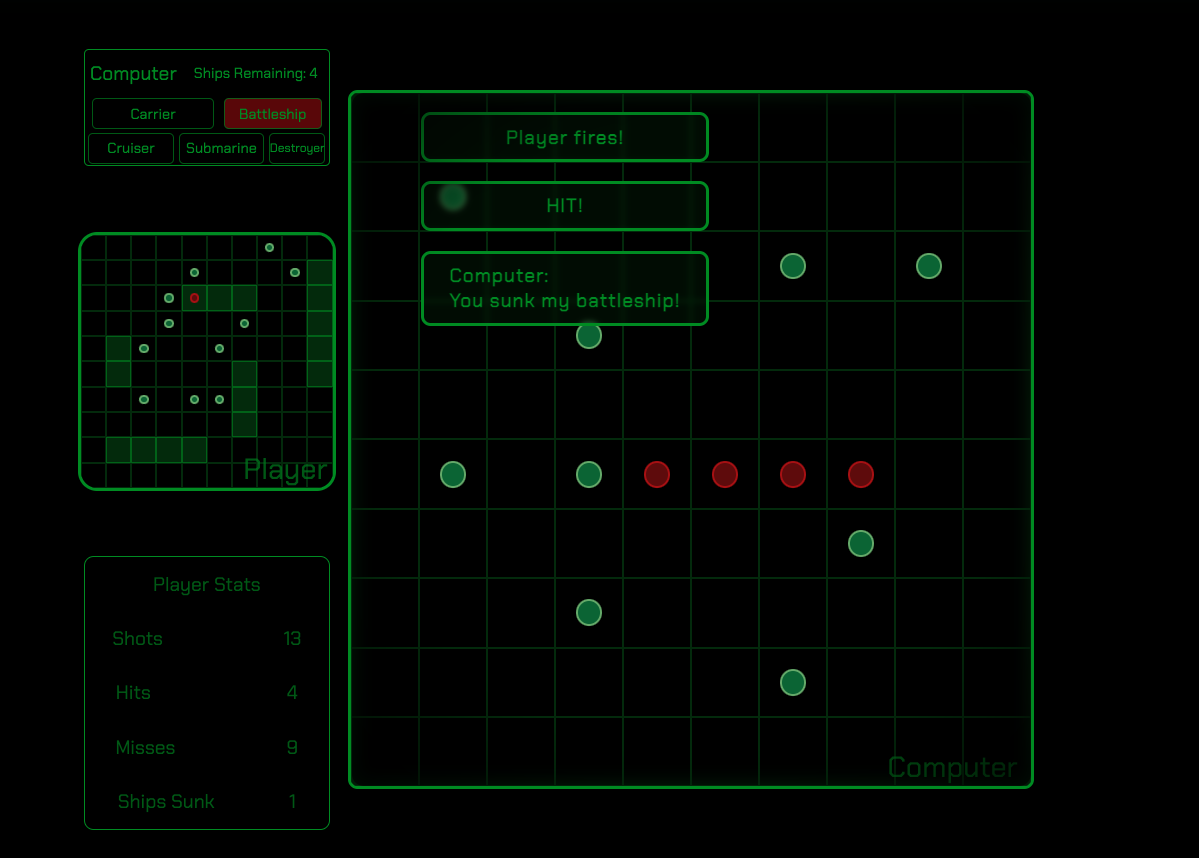 Computer Ships Remaining: 4
Carrier Battleship
Cruiser Submarine Destroyer
Player
Player Stats
Shots 13
Hits 4
Misses 9
Ships Sunk 1
Player fires!
HIT!
Computer:
You sunk my battleship!
Computer